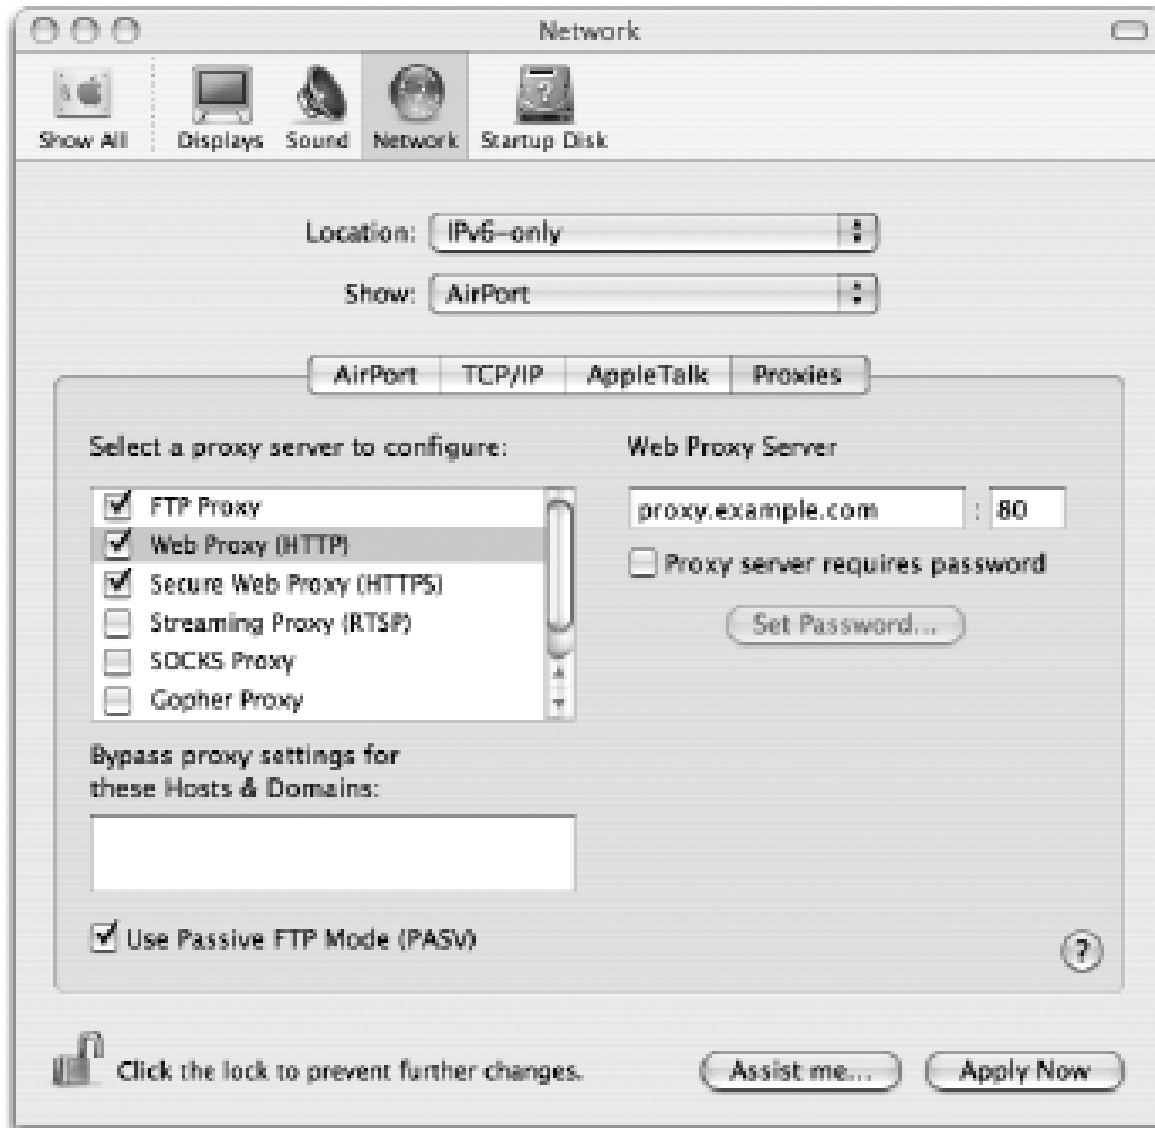 Network
Show All
Displays
Sound
Network
Startup Disk
Location: IPv6-only
Show: AirPort
AirPort TCP/IP AppleTalk Proxies
Select a proxy server to configure:
FTP Proxy
Web Proxy (HTTP)
Secure Web Proxy (HTTPS)
Streaming Proxy (RTSP)
SOCKS Proxy
Gopher Proxy
Web Proxy Server
proxy.example.com : 80
Proxy server requires password
Set Password...
Bypass proxy settings for
these Hosts & Domains:
Use Passive FTP Mode (PASV)
?
Click the lock to prevent further changes.
Assist me...
Apply Now